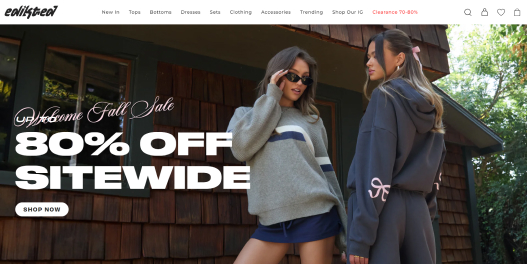 edikted
New In Tops Bottoms Dresses Sets Clothing Accessories Trending Shop Our IG Clearance 70-80%
Welcome Fall Sale
UP TO
80% OFF
SITEWIDE
SHOP NOW